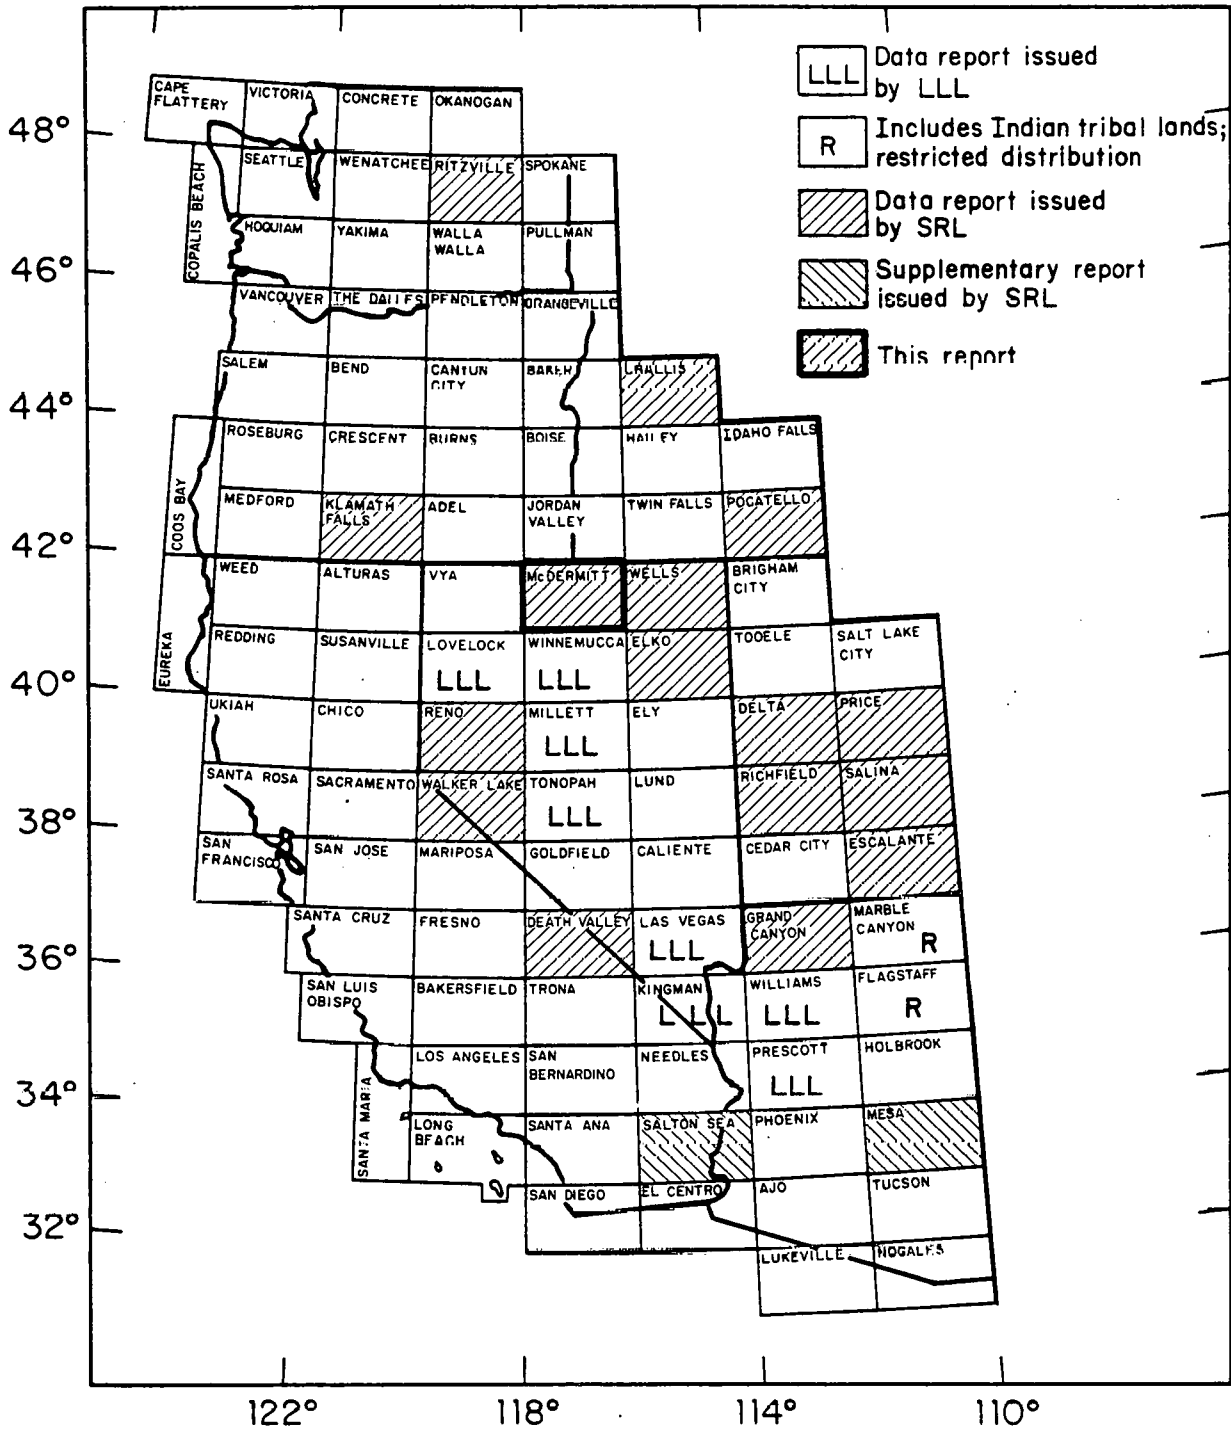 LLL
Data report issued
by LLL
R
Includes Indian tribal lands;
restricted distribution
Data report issued
by SRL
Supplementary report
issued by SRL
This report
48°
46°
44°
42°
40°
38°
36°
34°
32°
CAPE
FLATTERY
VICTORIA
CONCRETE
OKANOGAN
COPALIS BEACH
SEATTLE
WENATCHEE
RITZVILLE
SPOKANE
HOQUIAM
YAKIMA
WALLA
WALLA
PULLMAN
VANCOUVER
THE DALLES
PENDLETON
GRANGEVILLE
SALEM
BEND
CANYON
CITY
BAKER
COOS BAY
ROSEBURG
CRESCENT
BURNS
BOISE
HAILEY
IDAHO FALLS
MEDFORD
KLAMATH
FALLS
ADEL
JORDAN
VALLEY
TWIN FALLS
POCATELLO
EUREKA
WEED
ALTURAS
VYA
McDERMITT
WELLS
BRIGHAM
CITY
REDDING
SUSANVILLE
LOVELOCK
LLL
WINNEMUCCA
LLL
ELKO
TOOELE
SALT LAKE
CITY
UKIAH
CHICO
RENO
MILLETT
LLL
ELY
DELTA
PRICE
SANTA ROSA
SACRAMENTO
WALKER LAKE
TONOPAH
LLL
LUND
RICHFIELD
SALINA
SAN
FRANCISCO
SAN JOSE
MARIPOSA
GOLDFIELD
CALIENTE
CEDAR CITY
ESCALANTE
SANTA CRUZ
FRESNO
DEATH VALLEY
LAS VEGAS
LLL
GRAND
CANYON
MARBLE
CANYON
R
SAN LUIS
OBISPO
BAKERSFIELD
TRONA
KINGMAN
LLL
WILLIAMS
LLL
FLAGSTAFF
R
SANTA MARIA
LOS ANGELES
SAN
BERNARDINO
NEEDLES
PRESCOTT
LLL
HOLBROOK
LONG
BEACH
SANTA ANA
SALTON SEA
PHOENIX
MESA
SAN DIEGO
EL CENTRO
AJO
TUCSON
LUKEVILLE
NOGALES
122°
118°
114°
110°